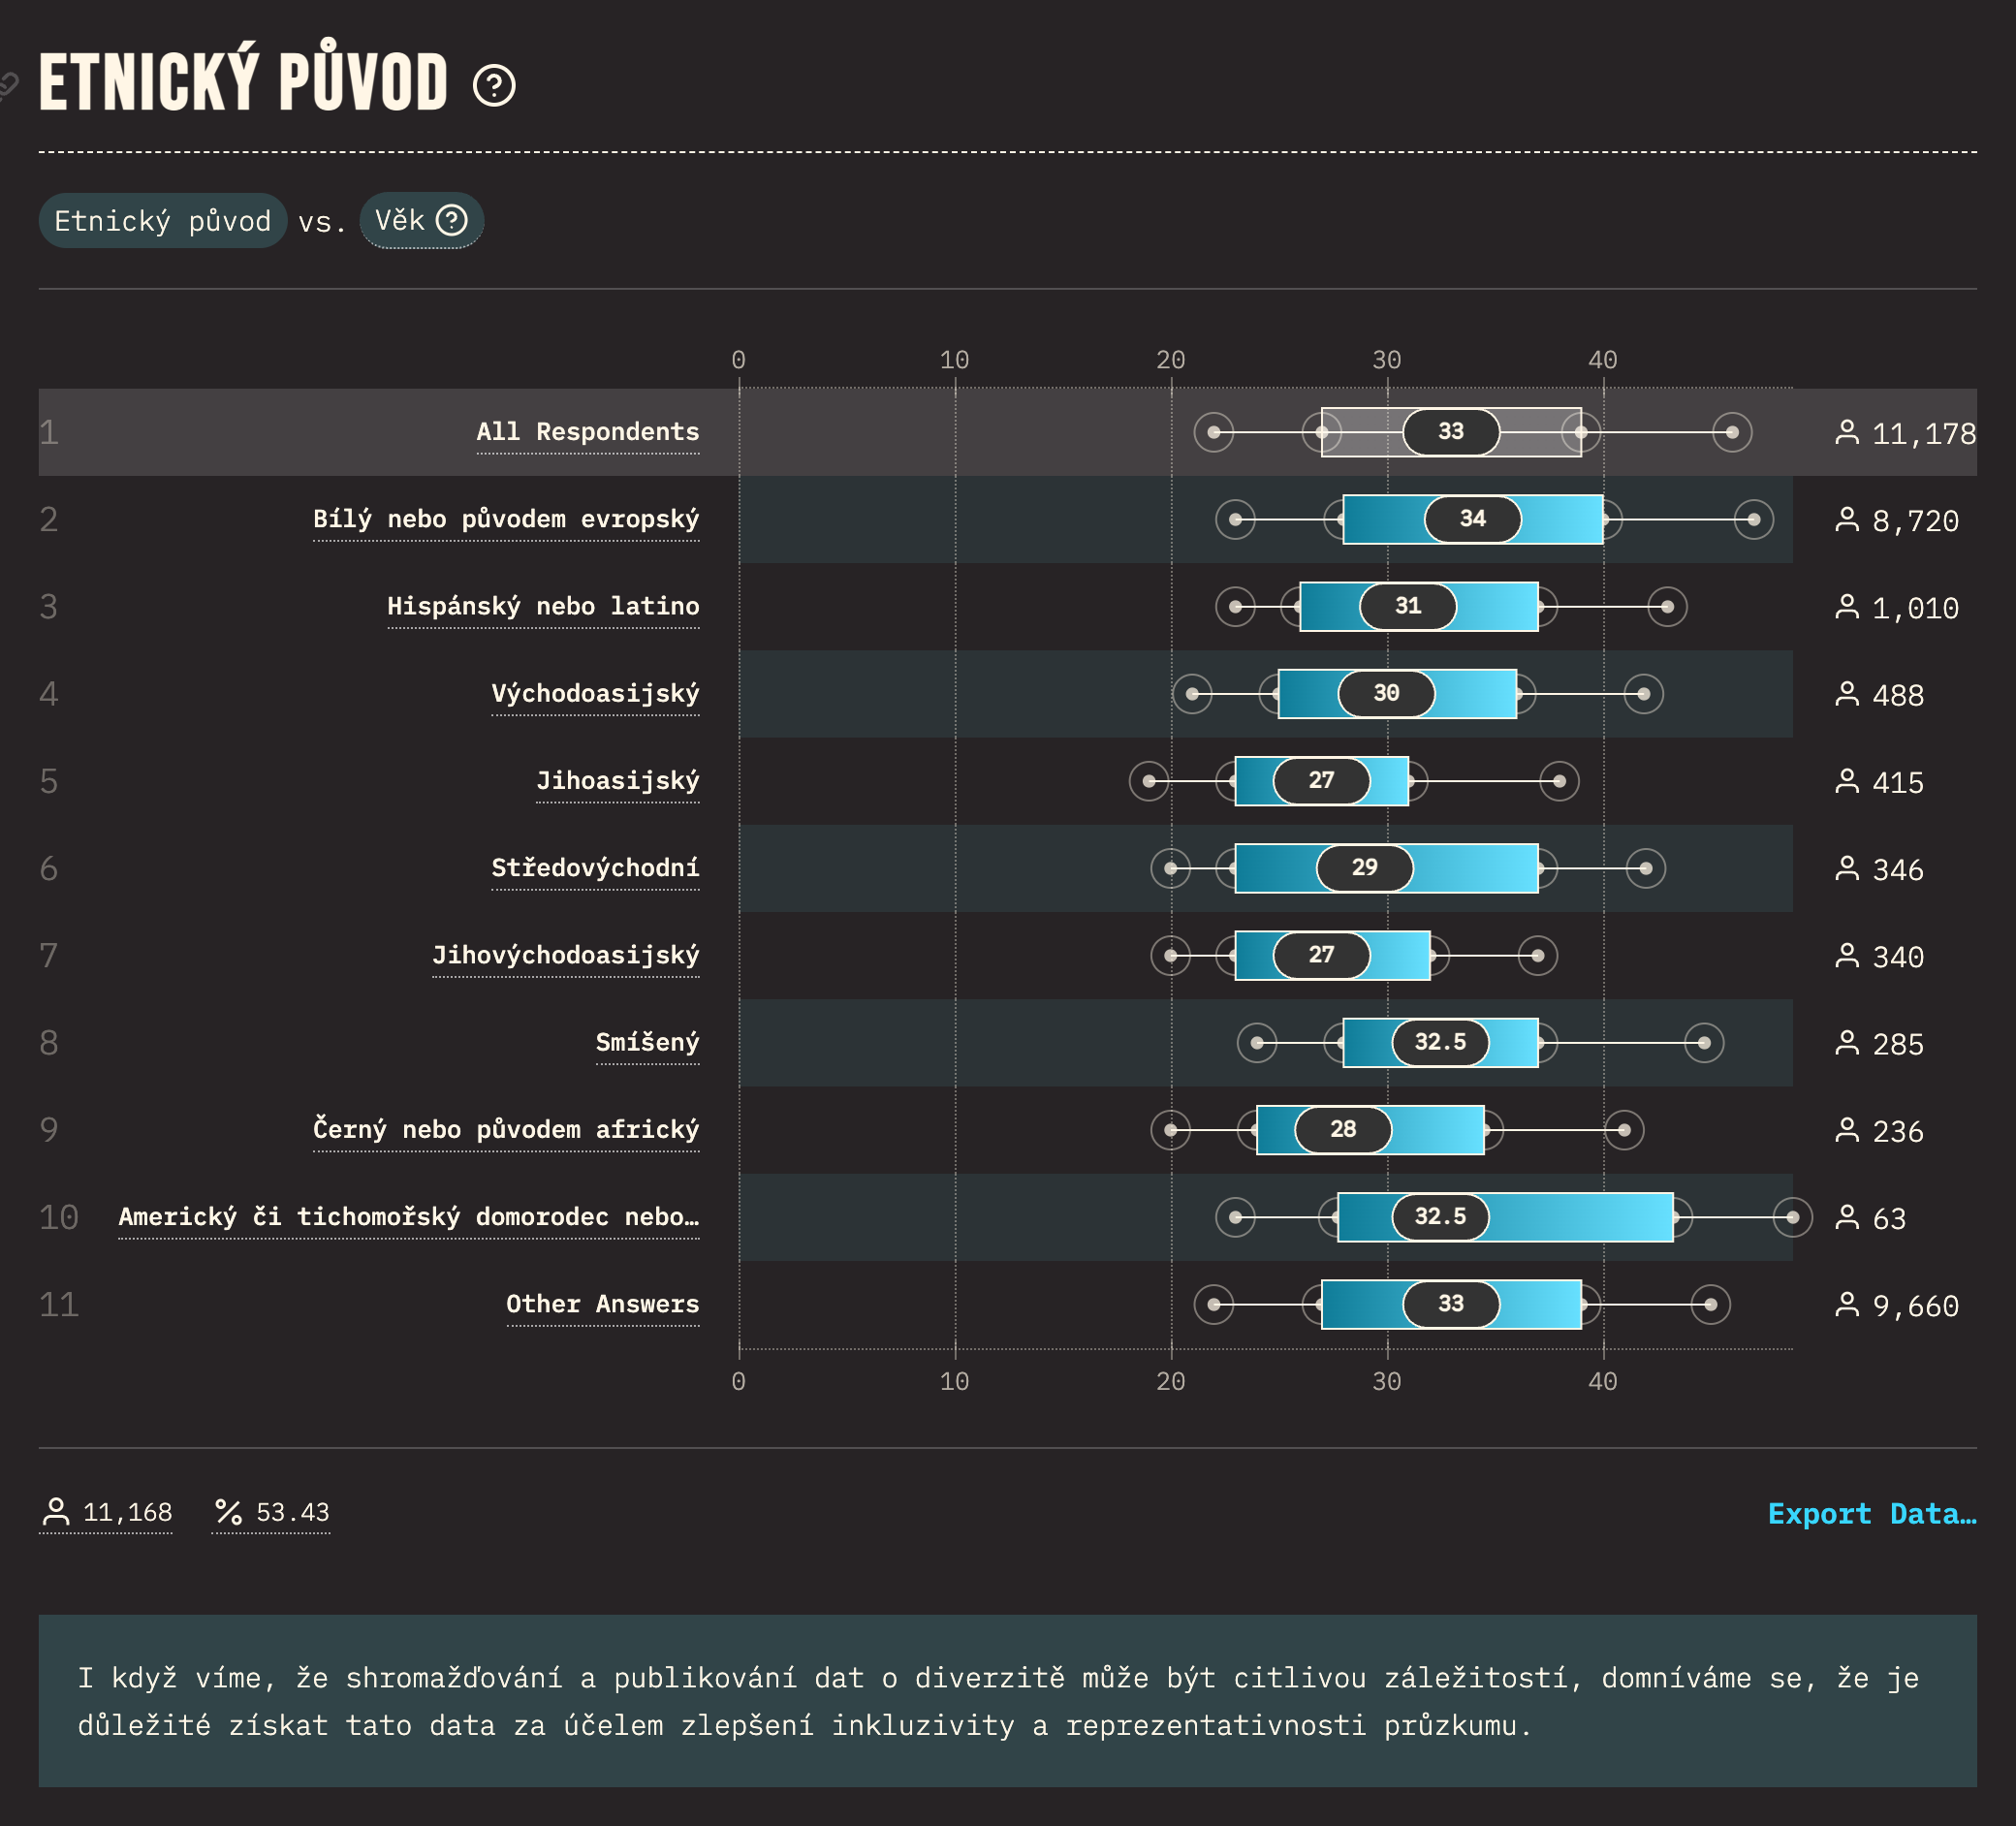 ETNICKÝ PŮVOD ?
Etnický původ vs. Věk ?
0 10 20 30 40
1 All Respondents 33 11,178
2 Bílý nebo původem evropský 34 8,720
3 Hispánský nebo latino 31 1,010
4 Východoasijský 30 488
5 Jihoasijský 27 415
6 Středovýchodní 29 346
7 Jihovýchodoasijský 27 340
8 Smíšený 32.5 285
9 Černý nebo původem africký 28 236
10 Americký či tichomořský domorodec nebo… 32.5 63
11 Other Answers 33 9,660
0 10 20 30 40
11,168 % 53.43 Export Data…
I když víme, že shromažďování a publikování dat o diverzitě může být citlivou záležitostí, domníváme se, že je
důležité získat tato data za účelem zlepšení inkluzivity a reprezentativnosti průzkumu.